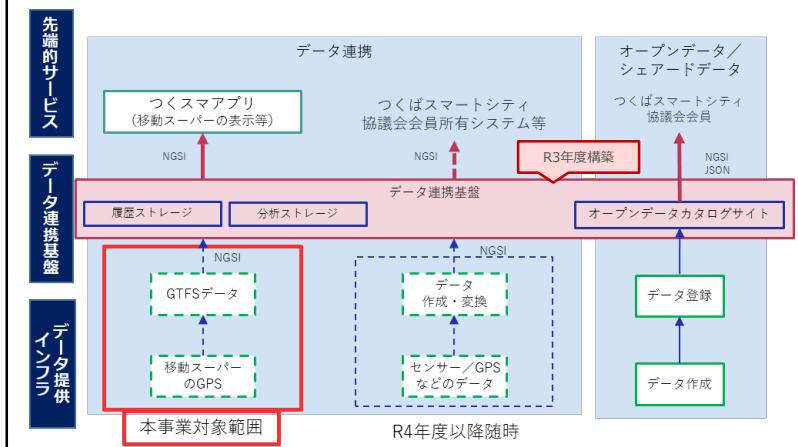 先端的サービス
データ連携
オープンデータ／
シェアードデータ
つくスマアプリ
（移動スーパーの表示等）
つくばスマートシティ
協議会会員所有システム等
つくばスマートシティ
協議会会員
NGSI
NGSI
R3年度構築
NGSI
JSON
データ連携基盤
データ連携基盤
履歴ストレージ
分析ストレージ
オープンデータカタログサイト
NGSI
NGSI
GTFSデータ
データ
作成・変換
データ登録
データ提供
インフラ
移動スーパー
のGPS
センサー／GPS
などのデータ
データ作成
本事業対象範囲
R4年度以降随時